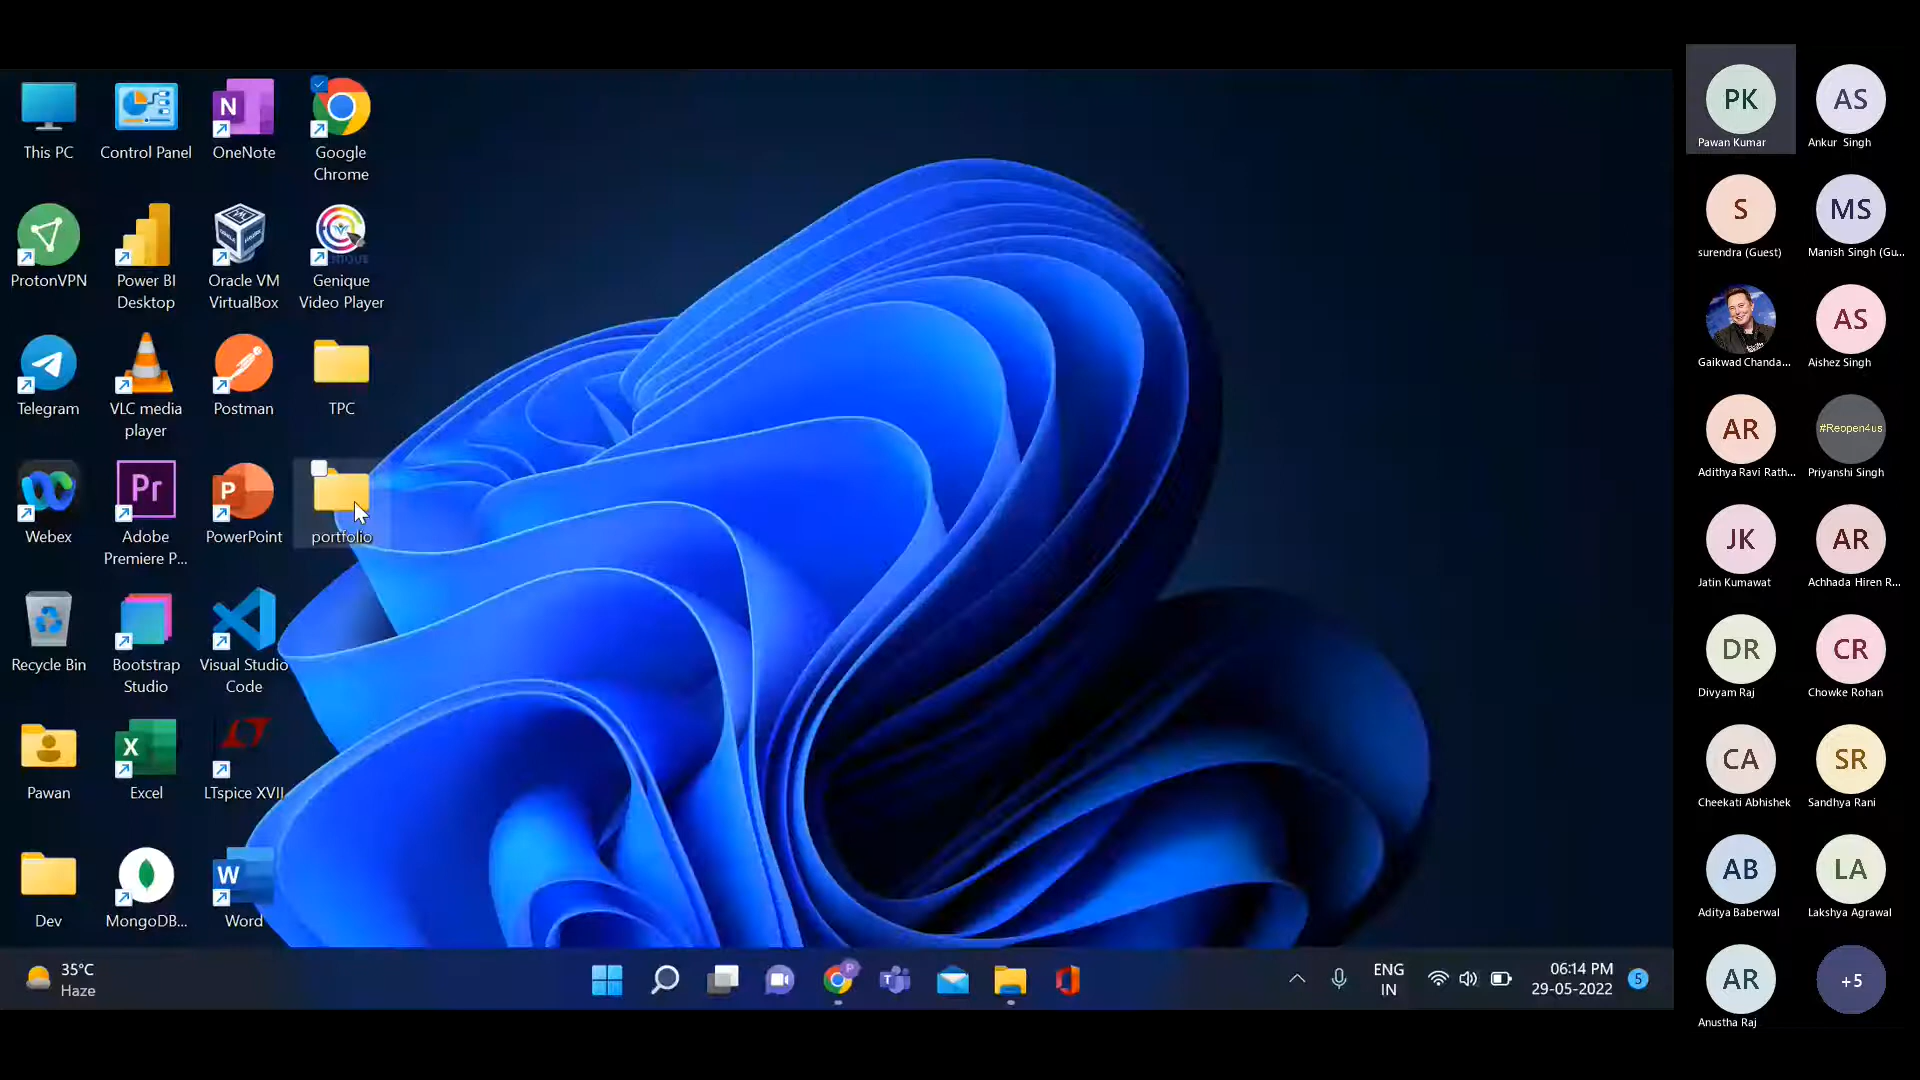 This PC
Control Panel
N
OneNote
Google
Chrome
ProtonVPN
Power BI
Desktop
Oracle VM
VirtualBox
Genique
Video Player
Telegram
VLC media
player
Postman
TPC
Webex
Pr
Adobe
Premiere P...
P
PowerPoint
portfolio
Recycle Bin
Bootstrap
Studio
Visual Studio
Code
Pawan
X
Excel
LTspice XVII
Dev
MongoDB...
W
Word
35°C
Haze
P
T
ENG
IN
06:14 PM
29-05-2022
5
PK
Pawan Kumar
AS
Ankur Singh
S
surendra (Guest)
MS
Manish Singh (Gu...
Gaikwad Chanda...
AS
Aishez Singh
AR
Adithya Ravi Rath...
#Reopen4us
Priyanshi Singh
JK
Jatin Kumawat
AR
Achhada Hiren R...
DR
Divyam Raj
CR
Chowke Rohan
CA
Cheekati Abhishek
SR
Sandhya Rani
AB
Aditya Baberwal
LA
Lakshya Agrawal
AR
Anustha Raj
+5